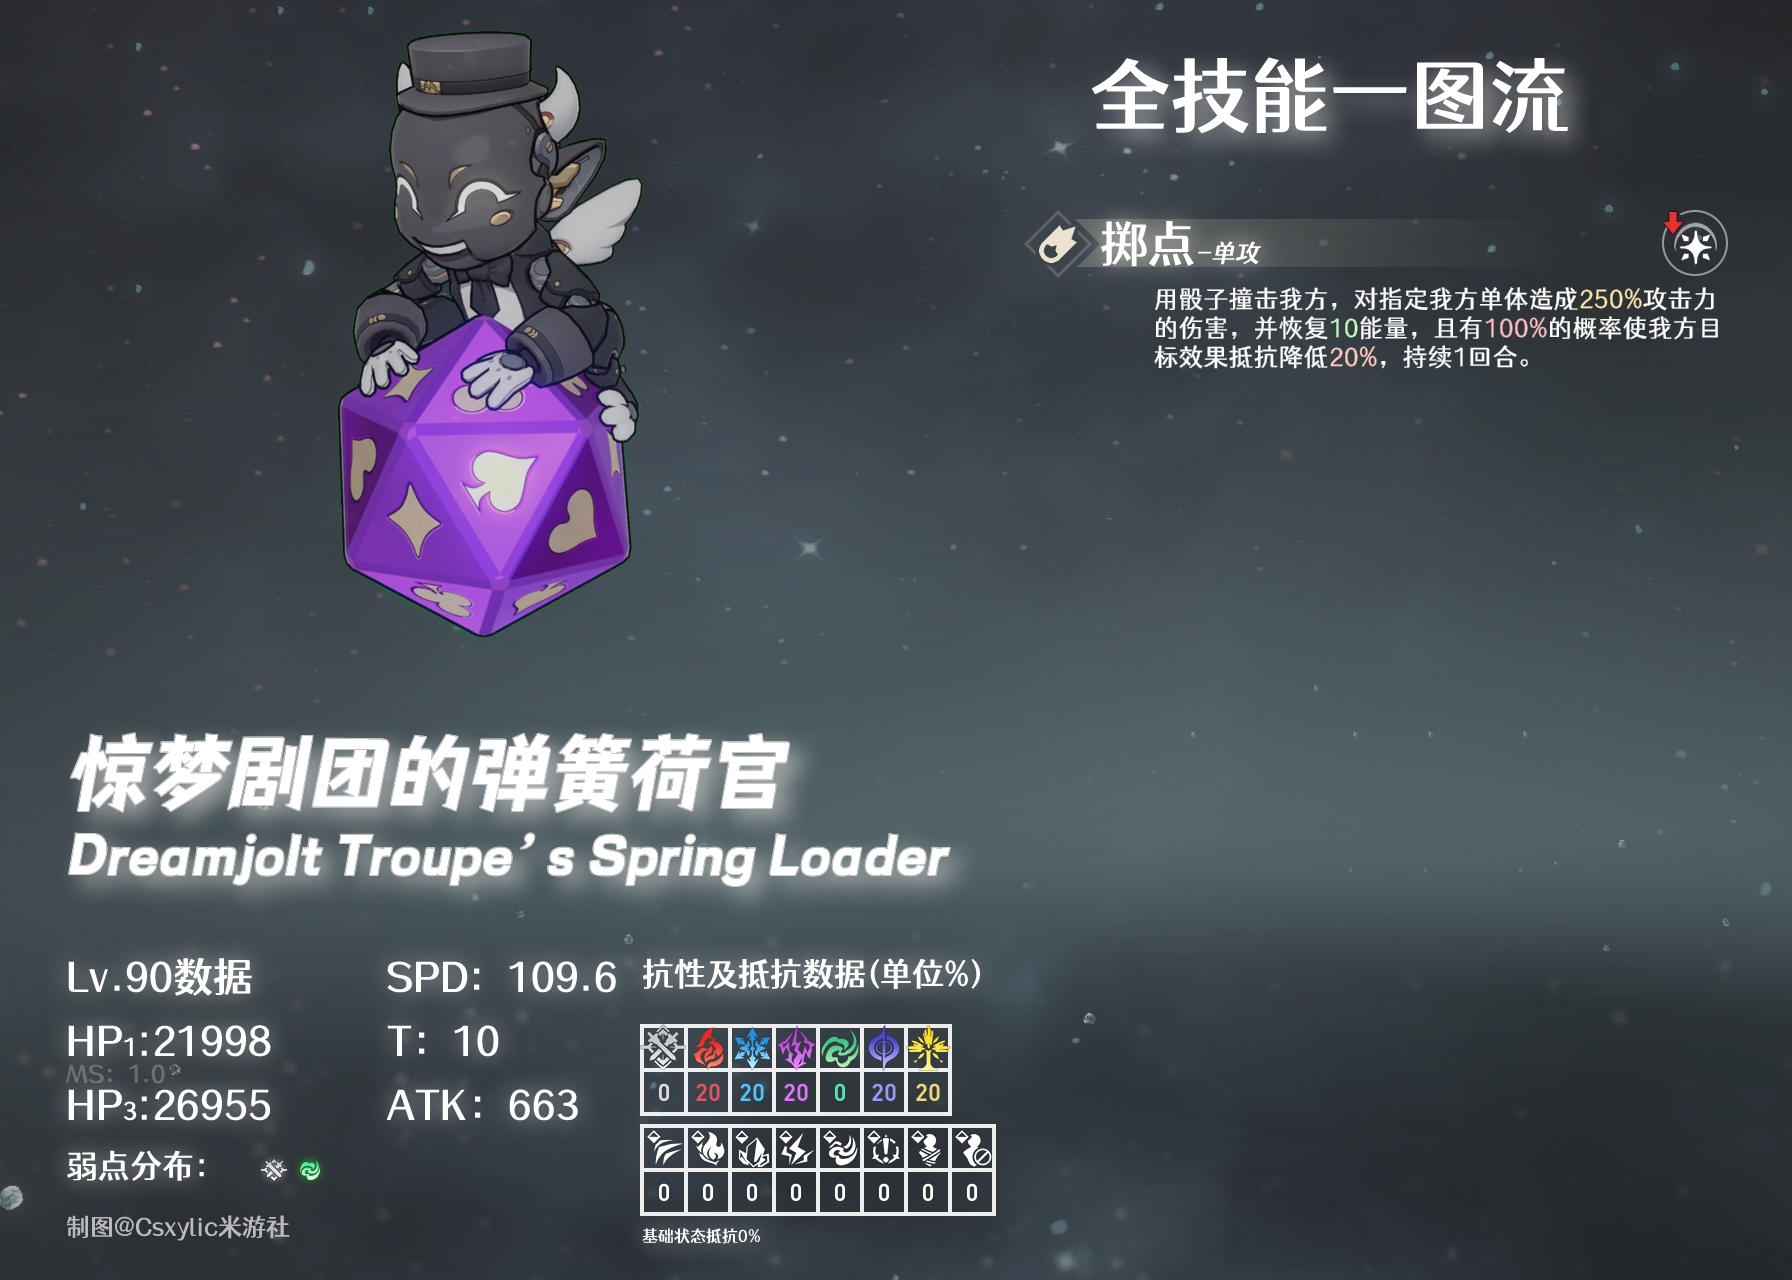 全技能一图流
掷点-单攻
用骰子撞击我方，对指定我方单体造成250%攻击力
的伤害，并恢复10能量，且有100%的概率使我方目
标效果抵抗降低20%，持续1回合。
惊梦剧团的弹簧荷官
Dreamjolt Troupe’s Spring Loader
Lv.90数据
SPD：109.6
HP1:21998
T：10
MS：1.0
HP3:26955
ATK：663
弱点分布：
制图@Csxylic米游社
抗性及抵抗数据(单位%)
0 20 20 20 0 20 20
0 0 0 0 0 0 0 0
基础状态抵抗0%